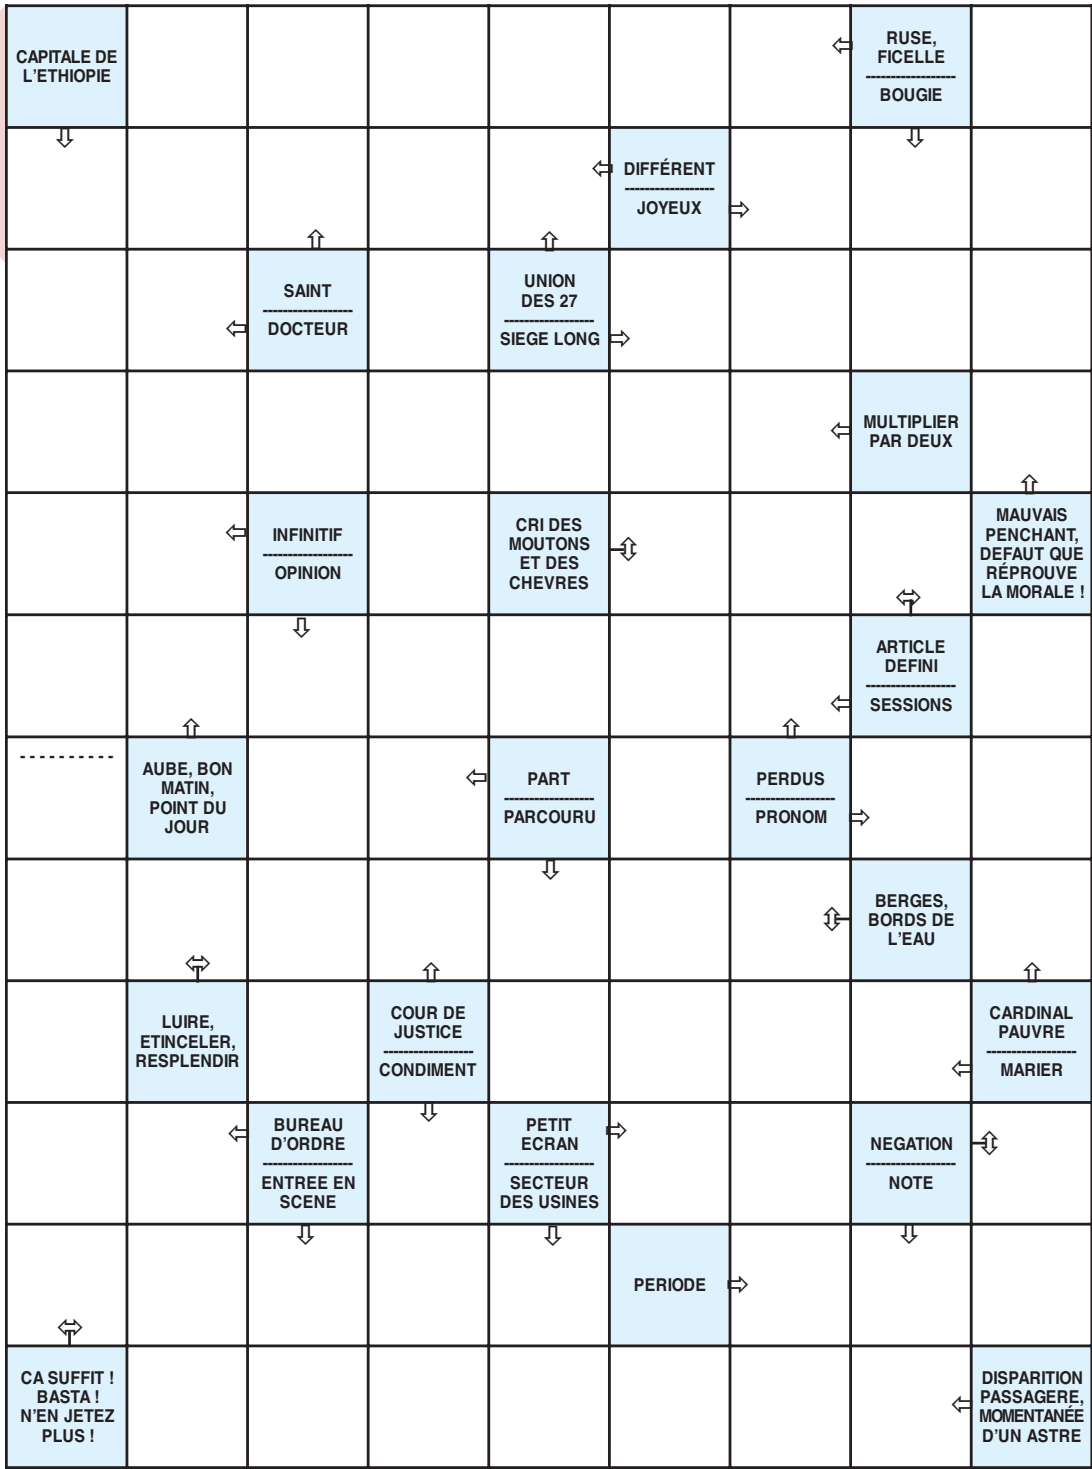 CAPITALE DE
L'ETHIOPIE
RUSE,
FICELLE
BOUGIE
DIFFÉRENT
JOYEUX
SAINT
DOCTEUR
UNION
DES 27
SIEGE LONG
MULTIPLIER
PAR DEUX
INFINITIF
OPINION
CRI DES
MOUTONS
ET DES
CHEVRES
MAUVAIS
PENCHANT,
DEFAUT QUE
RÉPROUVE
LA MORALE !
ARTICLE
DEFINI
SESSIONS
AUBE, BON
MATIN,
POINT DU
JOUR
PART
PARCOURU
PERDUS
PRONOM
BERGES,
BORDS DE
L'EAU
LUIRE,
ETINCELER,
RESPLENDIR
COUR DE
JUSTICE
CONDIMENT
CARDINAL
PAUVRE
MARIER
BUREAU
D'ORDRE
ENTREE EN
SCENE
PETIT
ECRAN
SECTEUR
DES USINES
NEGATION
NOTE
PERIODE
CA SUFFIT !
BASTA !
N'EN JETEZ
PLUS !
DISPARITION
PASSAGERE,
MOMENTANÉE
D'UN ASTRE